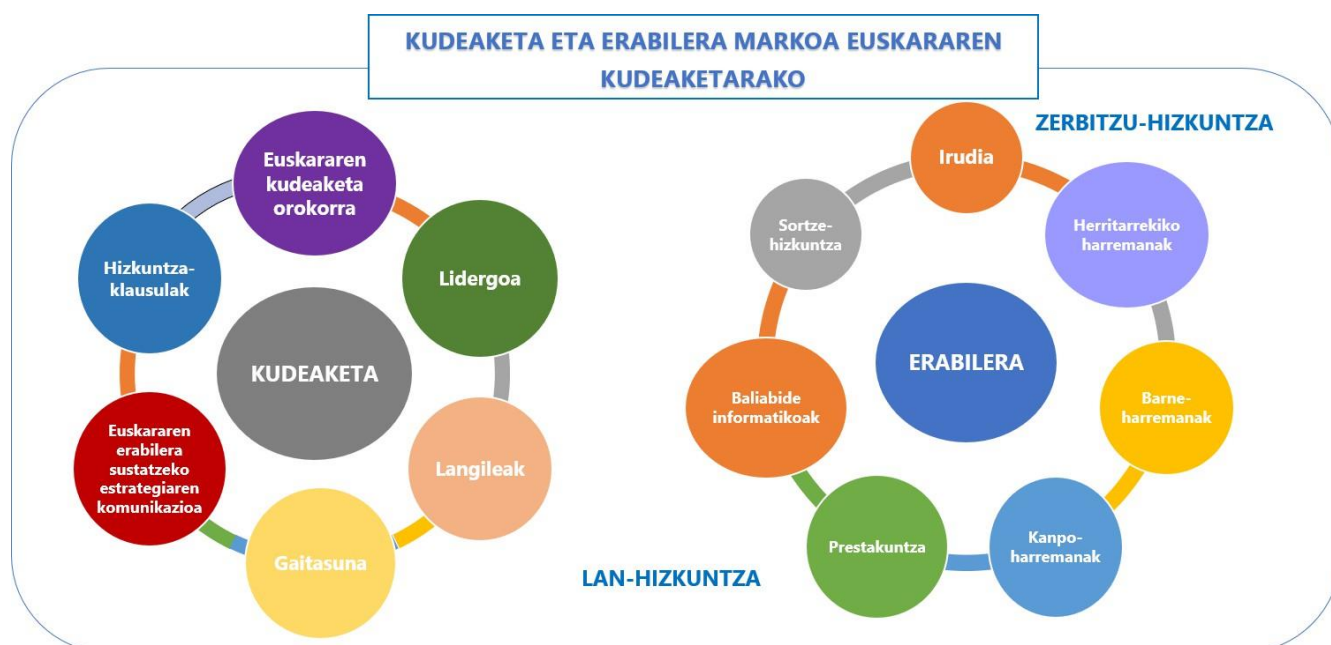 KUDEAKETA ETA ERABILERA MARKOA EUSKARAREN
KUDEAKETARAKO
Euskararen
kudeaketa
orokorra
Lidergoa
Langileak
Gaitasuna
Euskararen
erabilera
sustatzeko
estrategiaren
komunikazioa
Hizkuntza-
klausulak
KUDEAKETA
ZERBITZU-HIZKUNTZA
Irudia
Herritarrekiko
harremanak
Barne-
harremanak
Kanpo-
harremanak
Prestakuntza
Baliabide
informatikoak
Sortze-
hizkuntza
ERABILERA
LAN-HIZKUNTZA